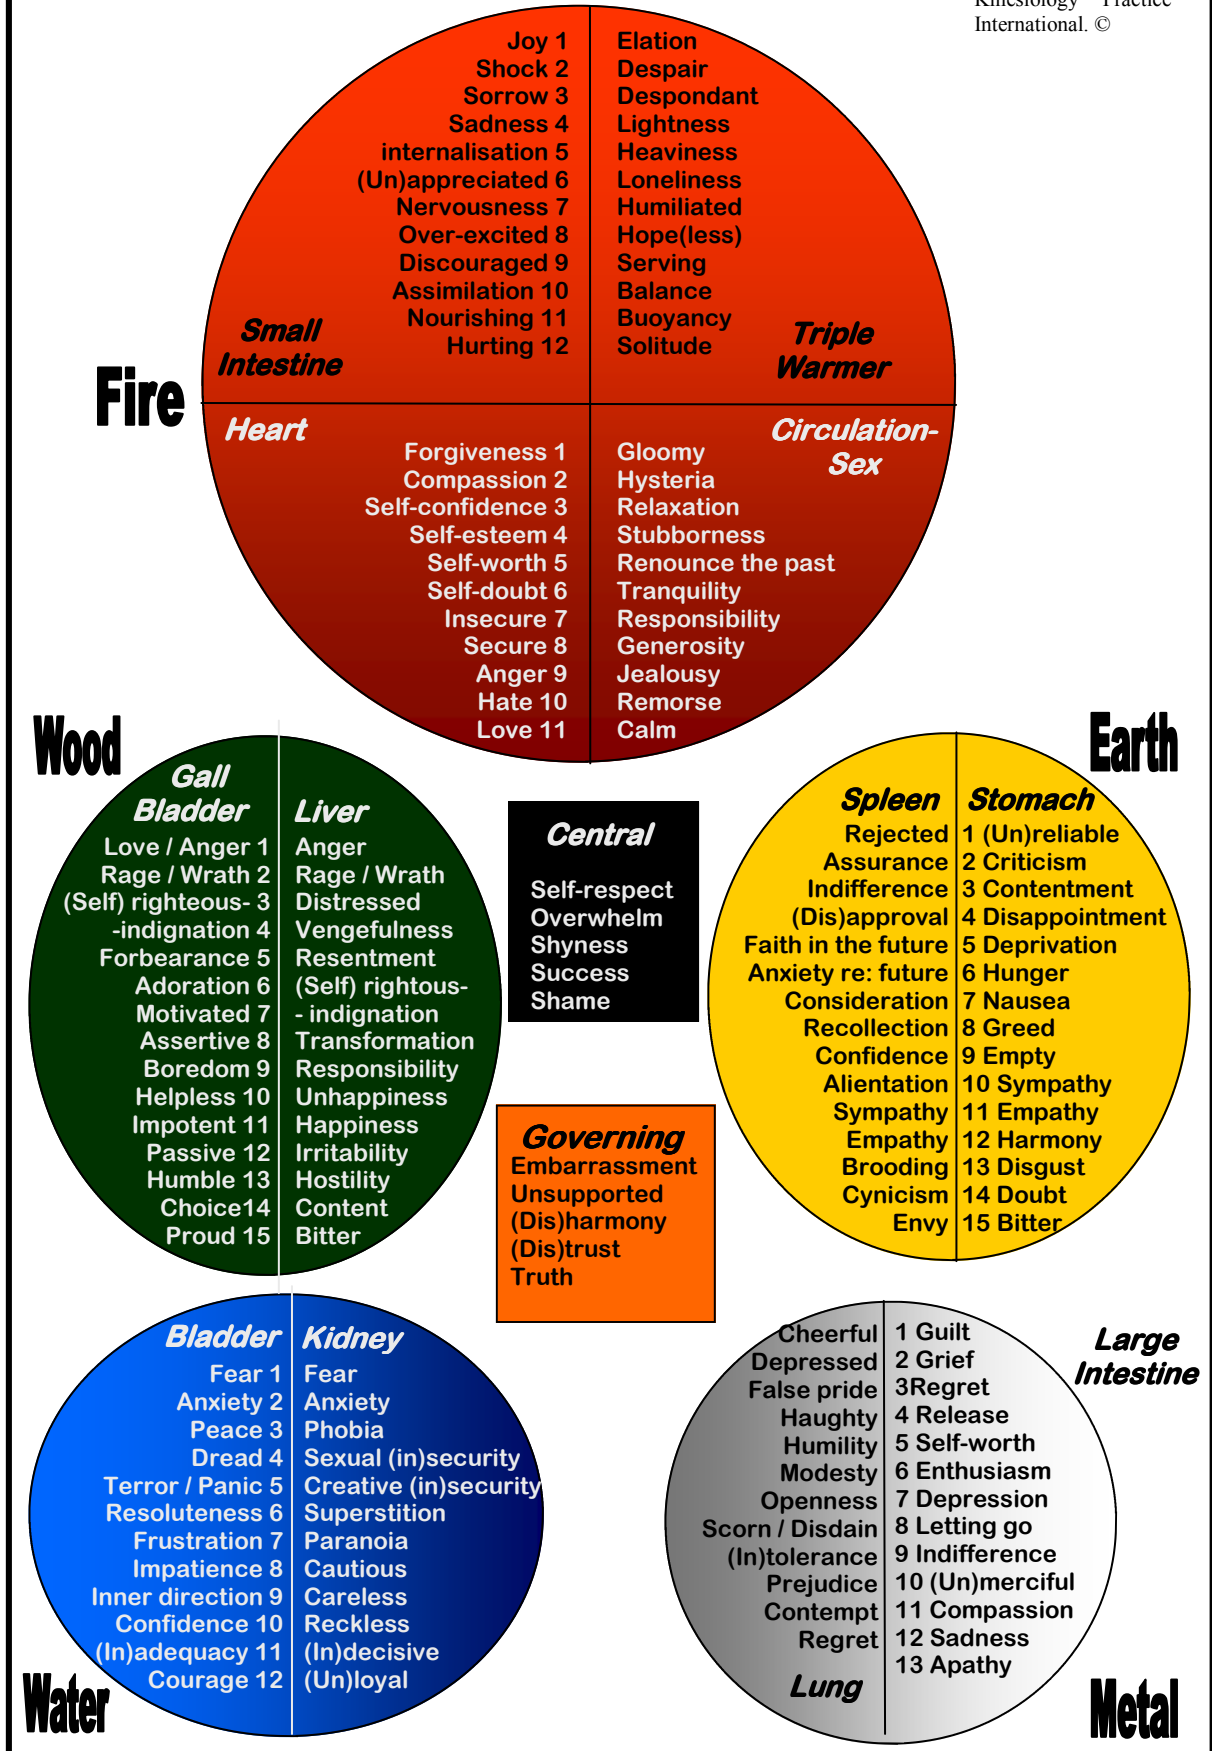 Kinesiology Practice
International. ©
Joy 1 Elation
Shock 2 Despair
Sorrow 3 Despondant
Sadness 4 Lightness
internalisation 5 Heaviness
(Un)appreciated 6 Loneliness
Nervousness 7 Humiliated
Over-excited 8 Hope(less)
Discouraged 9 Serving
Assimilation 10 Balance
Nourishing 11 Buoyancy
Hurting 12 Solitude
Small
Intestine
Triple
Warmer
Fire
Heart
Circulation-
Sex
Forgiveness 1 Gloomy
Compassion 2 Hysteria
Self-confidence 3 Relaxation
Self-esteem 4 Stubborness
Self-worth 5 Renounce the past
Self-doubt 6 Tranquility
Insecure 7 Responsibility
Secure 8 Generosity
Anger 9 Jealousy
Hate 10 Remorse
Love 11 Calm
Wood
Gall
Bladder Liver
Love / Anger 1 Anger
Rage / Wrath 2 Rage / Wrath
(Self) righteous- 3 Distressed
-indignation 4 Vengefulness
Forbearance 5 Resentment
Adoration 6 (Self) rightous-
Motivated 7 - indignation
Assertive 8 Transformation
Boredom 9 Responsibility
Helpless 10 Unhappiness
Impotent 11 Happiness
Passive 12 Irritability
Humble 13 Hostility
Choice14 Content
Proud 15 Bitter
Central
Self-respect
Overwhelm
Shyness
Success
Shame
Governing
Embarrassment
Unsupported
(Dis)harmony
(Dis)trust
Truth
Earth
Spleen Stomach
Rejected 1 (Un)reliable
Assurance 2 Criticism
Indifference 3 Contentment
(Dis)approval 4 Disappointment
Faith in the future 5 Deprivation
Anxiety re: future 6 Hunger
Consideration 7 Nausea
Recollection 8 Greed
Confidence 9 Empty
Alientation 10 Sympathy
Sympathy 11 Empathy
Empathy 12 Harmony
Brooding 13 Disgust
Cynicism 14 Doubt
Envy 15 Bitter
Bladder Kidney
Fear 1 Fear
Anxiety 2 Anxiety
Peace 3 Phobia
Dread 4 Sexual (in)security
Terror / Panic 5 Creative (in)security
Resoluteness 6 Superstition
Frustration 7 Paranoia
Impatience 8 Cautious
Inner direction 9 Careless
Confidence 10 Reckless
(In)adequacy 11 (In)decisive
Courage 12 (Un)loyal
Water
Large
Intestine
Cheerful 1 Guilt
Depressed 2 Grief
False pride 3Regret
Haughty 4 Release
Humility 5 Self-worth
Modesty 6 Enthusiasm
Openness 7 Depression
Scorn / Disdain 8 Letting go
(In)tolerance 9 Indifference
Prejudice 10 (Un)merciful
Contempt 11 Compassion
Regret 12 Sadness
13 Apathy
Lung
Metal